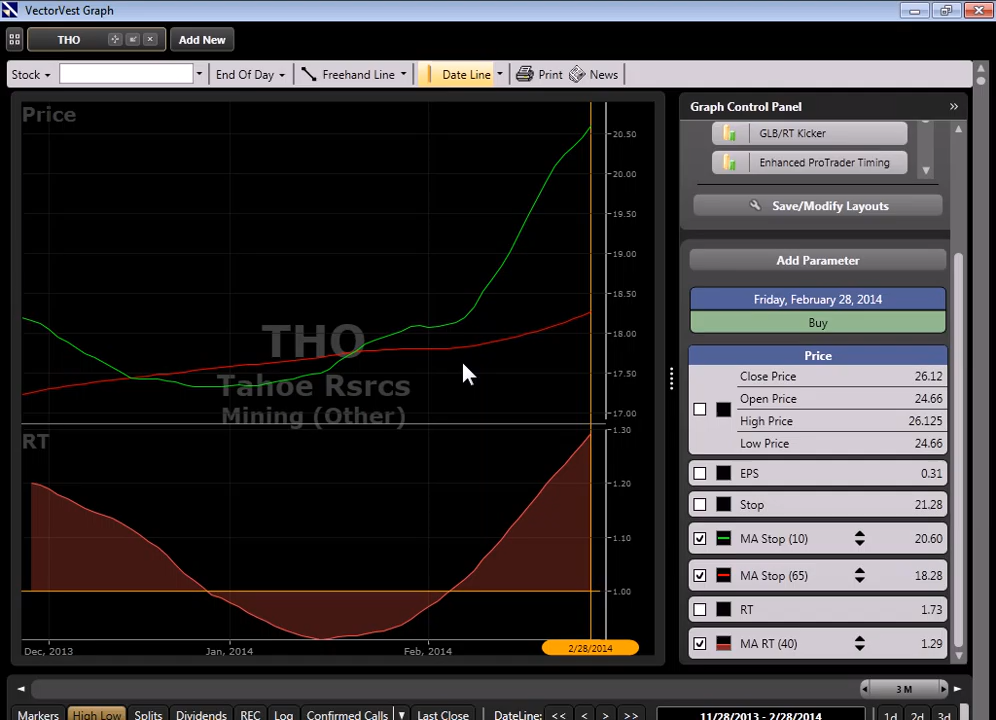 VectorVest Graph
THO Add New
Stock End Of Day Freehand Line Date Line Print News
Price
20.50
20.00
19.50
19.00
18.50
18.00
17.50
17.00
THO
Tahoe Rsrcs
Mining (Other)
RT
1.30
1.20
1.10
1.00
Dec, 2013 Jan, 2014 Feb, 2014 2/28/2014
Graph Control Panel »
GLB/RT Kicker
Enhanced ProTrader Timing
Save/Modify Layouts
Add Parameter
Friday, February 28, 2014
Buy
Price
Close Price 26.12
Open Price 24.66
High Price 26.125
Low Price 24.66
EPS 0.31
Stop 21.28
MA Stop (10) 20.60
MA Stop (65) 18.28
RT 1.73
MA RT (40) 1.29
3 M
Markers High Low Splits Dividends REC Log Confirmed Calls Last Close DateLine: << < > >> 11/28/2013 - 2/28/2014 1d 2d 3d